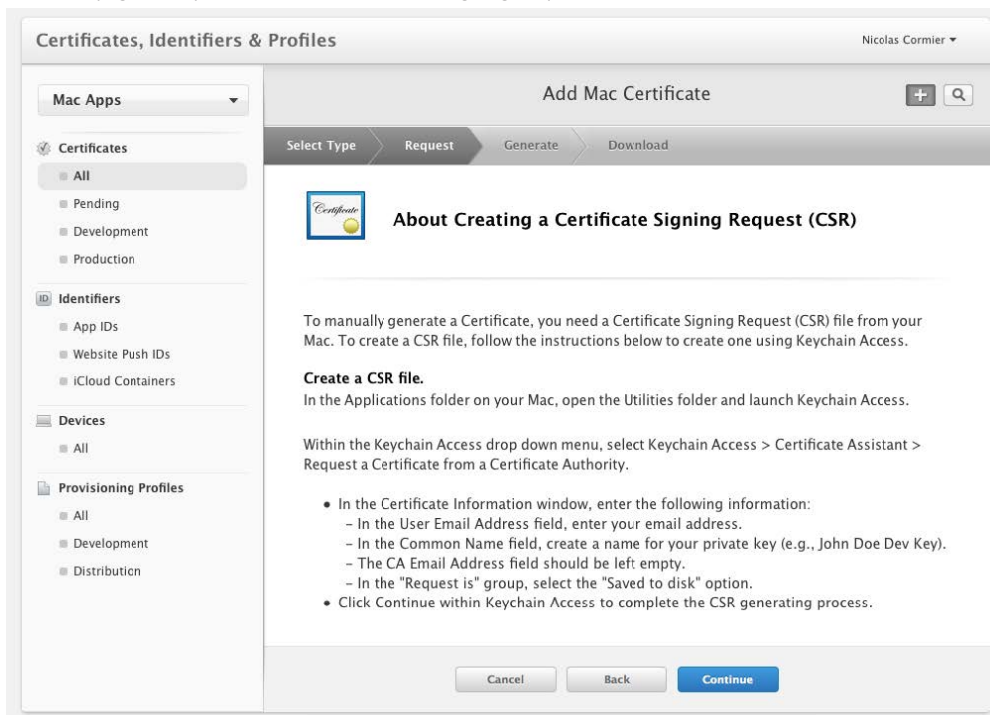 Certificates, Identifiers & Profiles
Nicolas Cormier
Mac Apps
Add Mac Certificate
Certificates
All
Pending
Development
Production
Identifiers
App IDs
Website Push IDs
iCloud Containers
Devices
All
Provisioning Profiles
All
Development
Distribution
Select Type
Request
Generate
Download
Certificate
About Creating a Certificate Signing Request (CSR)
To manually generate a Certificate, you need a Certificate Signing Request (CSR) file from your
Mac. To create a CSR file, follow the instructions below to create one using Keychain Access.
Create a CSR file.
In the Applications folder on your Mac, open the Utilities folder and launch Keychain Access.
Within the Keychain Access drop down menu, select Keychain Access > Certificate Assistant >
Request a Certificate from a Certificate Authority.
• In the Certificate Information window, enter the following information:
– In the User Email Address field, enter your email address.
– In the Common Name field, create a name for your private key (e.g., John Doe Dev Key).
– The CA Email Address field should be left empty.
– In the "Request is" group, select the "Saved to disk" option.
• Click Continue within Keychain Access to complete the CSR generating process.
Cancel
Back
Continue